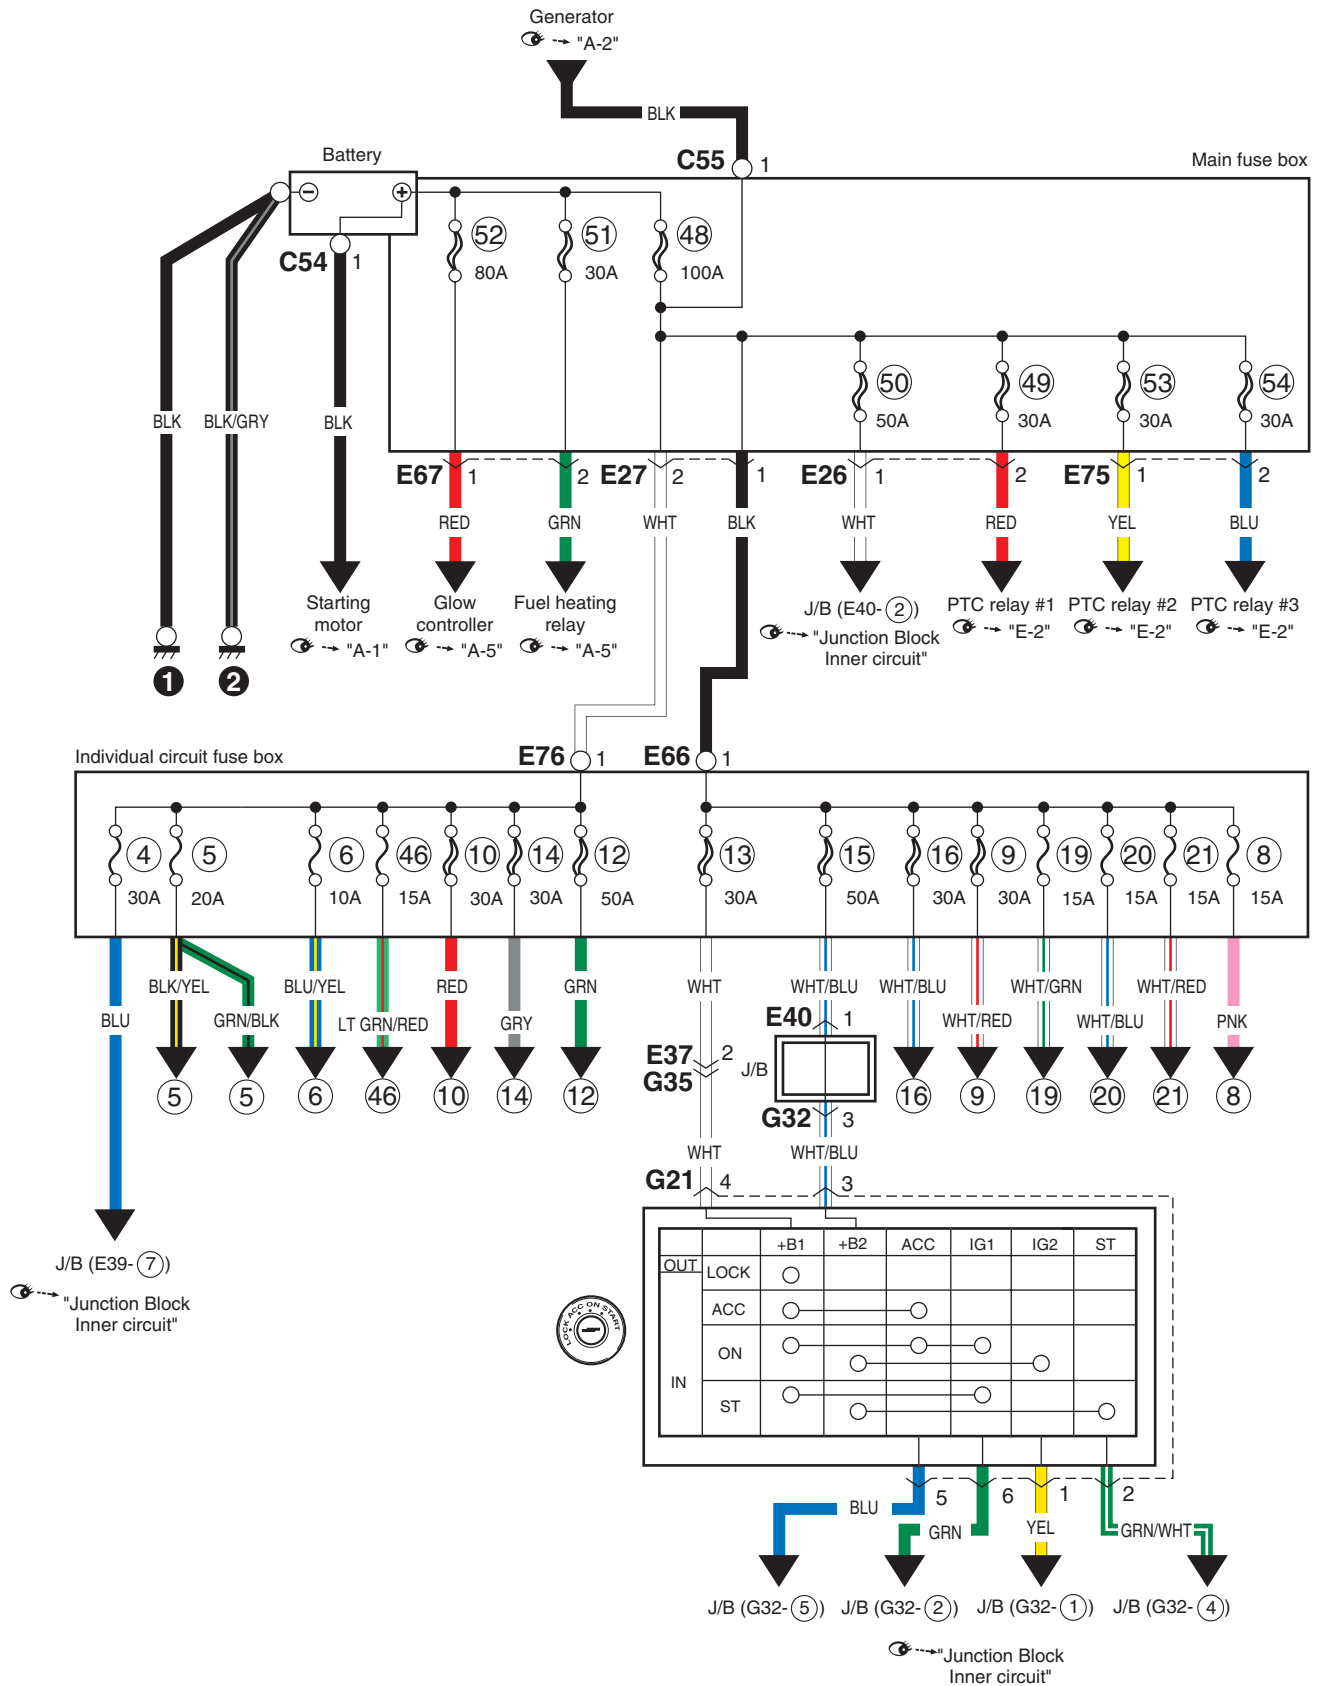 Generator
"A-2"
BLK
Battery
C55 1
Main fuse box
− +
52 51 48
80A 30A 100A
C54 1
50 49 53 54
50A 30A 30A 30A
BLK BLK/GRY BLK
E67 1 2 E27 2 1 E26 1 2 E75 1 2
RED GRN WHT BLK WHT RED YEL BLU
Starting
motor
"A-1"
Glow
controller
"A-5"
Fuel heating
relay
"A-5"
J/B (E40-2)
"Junction Block
Inner circuit"
PTC relay #1
"E-2"
PTC relay #2
"E-2"
PTC relay #3
"E-2"
1 2
Individual circuit fuse box
E76 1 E66 1
4 5 6 46 10 14 12 13 15 16 9 19 20 21 8
30A 20A 10A 15A 30A 30A 50A 30A 50A 30A 30A 15A 15A 15A 15A
BLK/YEL BLU/YEL RED GRN WHT WHT/BLU WHT/BLU WHT/GRN WHT/RED
BLU GRN/BLK LT GRN/RED GRY WHT/RED WHT/BLU PNK
E40 1
E37 2
G35
J/B
5 5 6 46 10 14 12 16 9 19 20 21 8
G32 3
WHT WHT/BLU
G21 4 3
J/B (E39-7)
"Junction Block
Inner circuit"
+B1 +B2 ACC IG1 IG2 ST
OUT
LOCK
ACC
ON
IN
ST
LOCK ACC ON START
5 6 1 2
BLU GRN YEL GRN/WHT
J/B (G32-5) J/B (G32-2) J/B (G32-1) J/B (G32-4)
"Junction Block
Inner circuit"